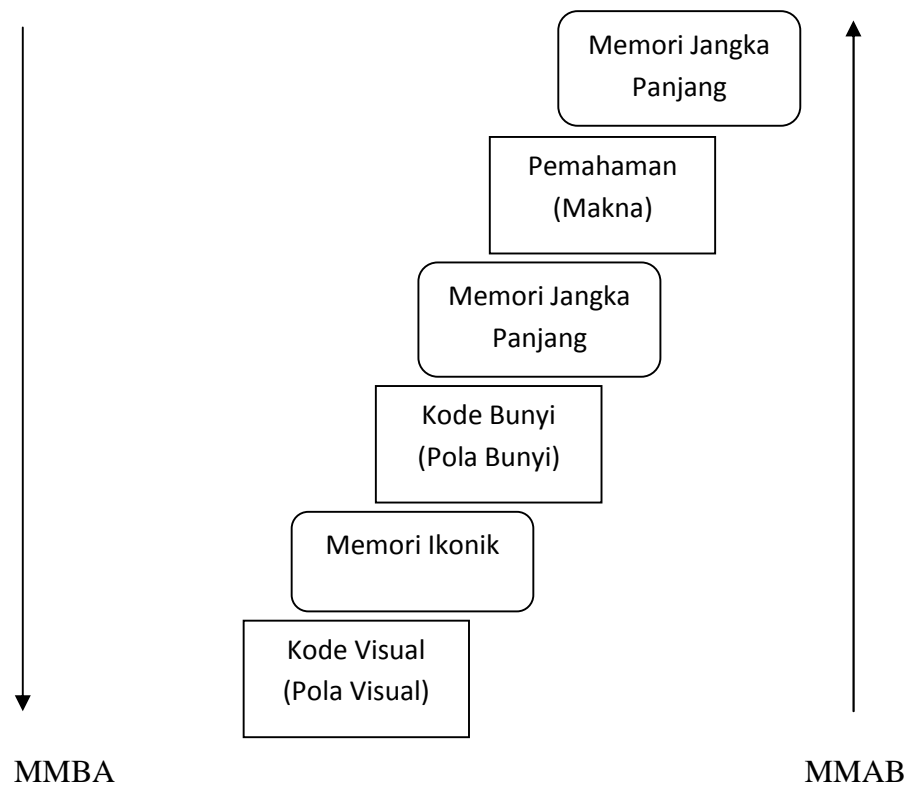 Memori Jangka
Panjang
Pemahaman
(Makna)
Memori Jangka
Panjang
Kode Bunyi
(Pola Bunyi)
Memori Ikonik
Kode Visual
(Pola Visual)
MMBA
MMAB